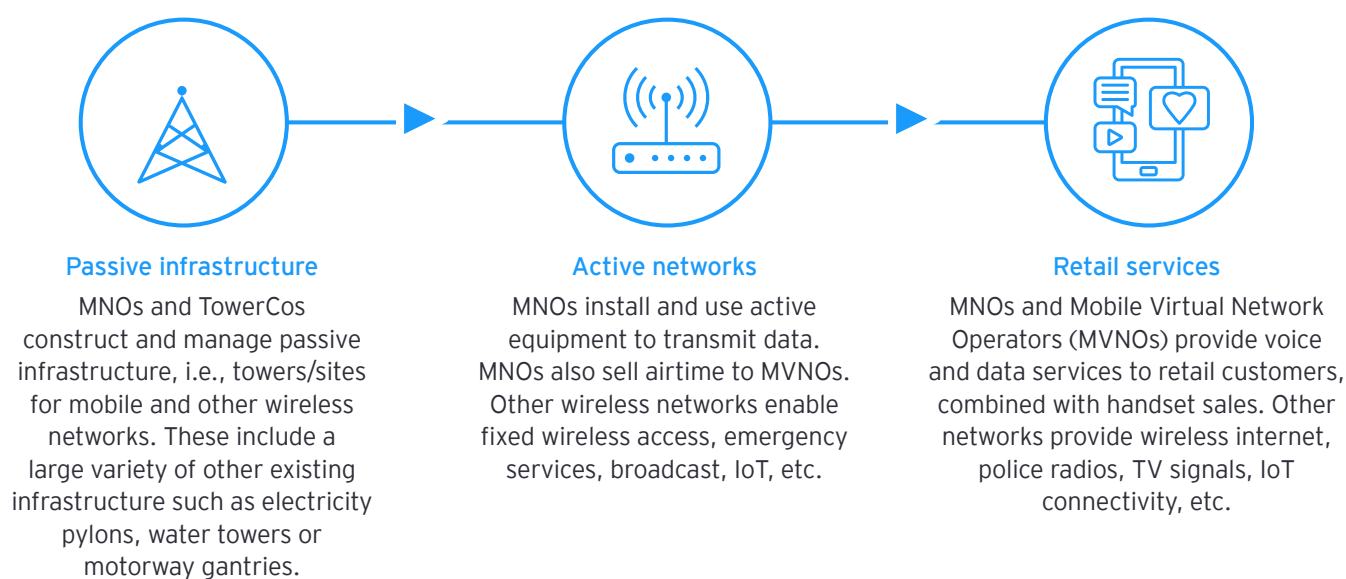 Passive infrastructure
MNOs and TowerCos
construct and manage passive
infrastructure, i.e., towers/sites
for mobile and other wireless
networks. These include a
large variety of other existing
infrastructure such as electricity
pylons, water towers or
motorway gantries.
Active networks
MNOs install and use active
equipment to transmit data.
MNOs also sell airtime to MVNOs.
Other wireless networks enable
fixed wireless access, emergency
services, broadcast, IoT, etc.
Retail services
MNOs and Mobile Virtual Network
Operators (MVNOs) provide voice
and data services to retail customers,
combined with handset sales. Other
networks provide wireless internet,
police radios, TV signals, IoT
connectivity, etc.